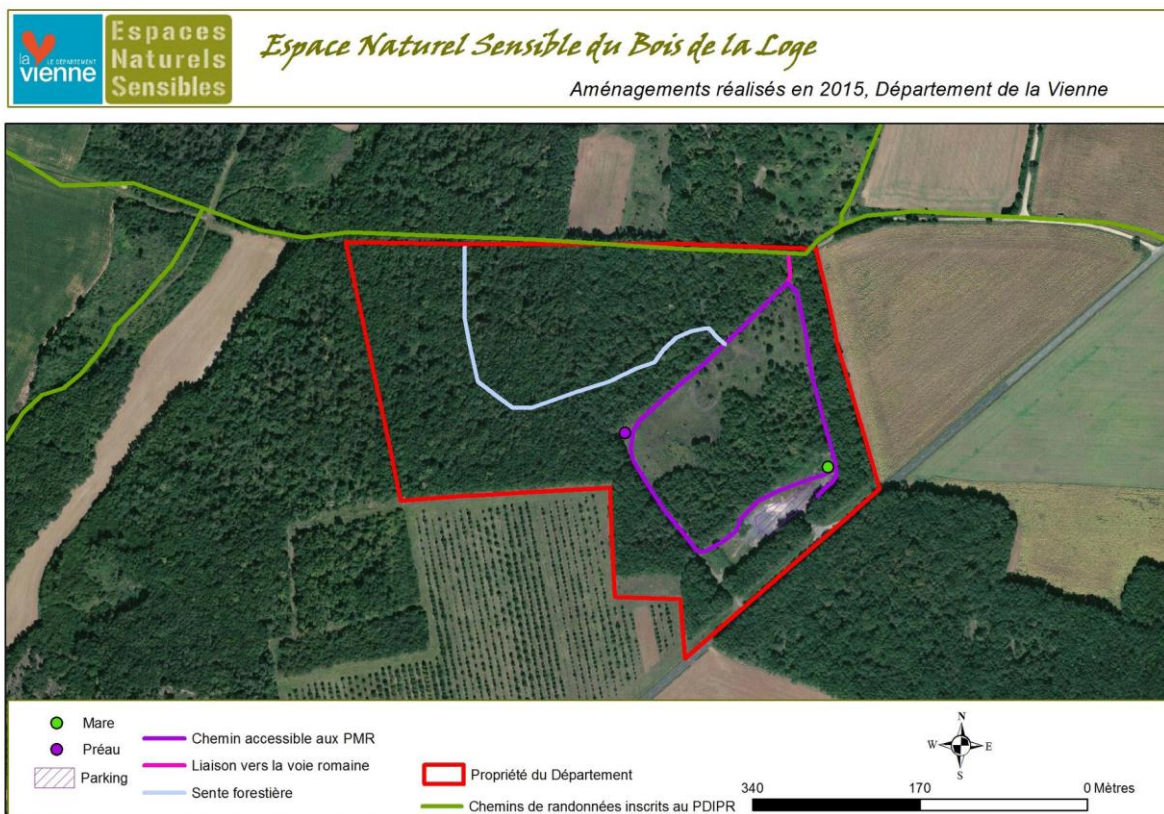 la
LE DÉPARTEMENT
vienne
Espaces
Naturels
Sensibles
Espace Naturel Sensible du Bois de la Loge
Aménagements réalisés en 2015, Département de la Vienne
Mare
Préau
Parking
Chemin accessible aux PMR
Liaison vers la voie romaine
Sente forestière
Propriété du Département
Chemins de randonnées inscrits au PDIPR
N
W
E
S
340 170 0 Mètres